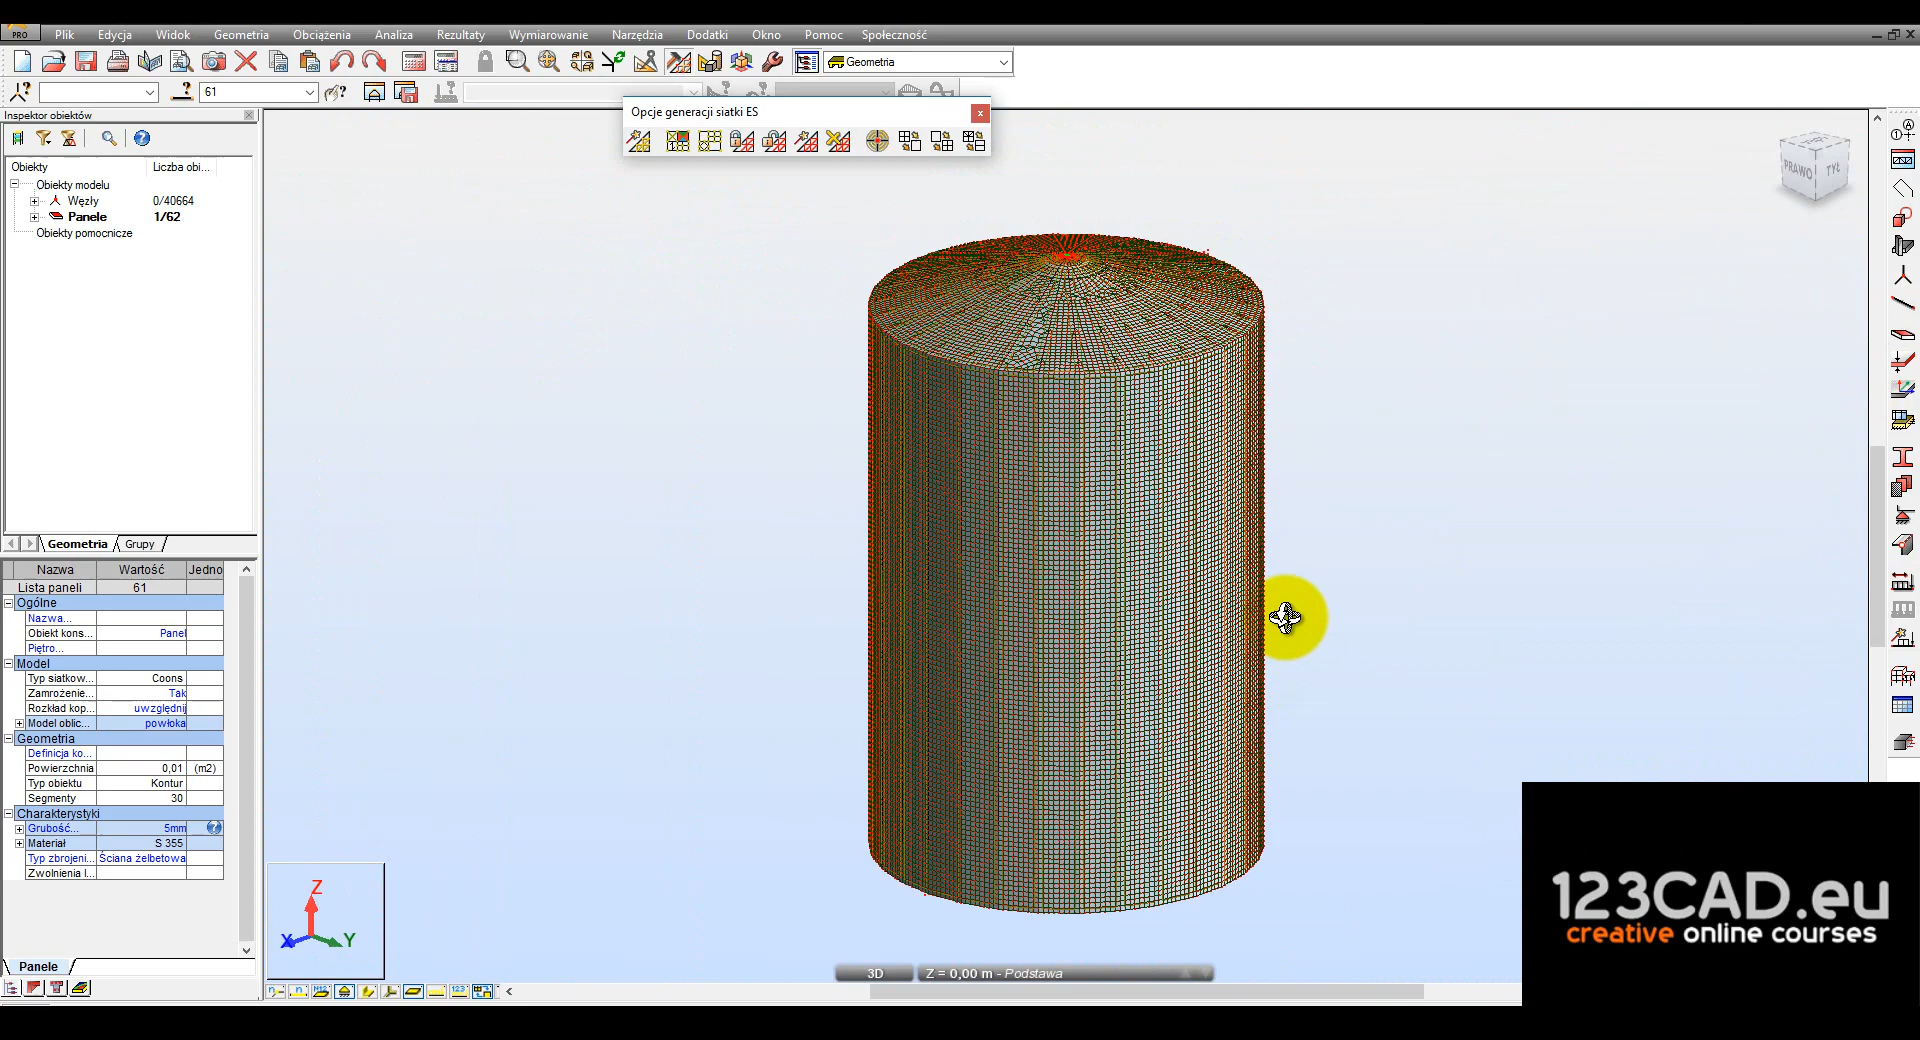 PRO
Plik Edycja Widok Geometria Obciążenia Analiza Rezultaty Wymiarowanie Narzędzia Dodatki Okno Pomoc Społeczność
Geometria
61
Inspektor obiektów
Opcje generacji siatki ES
x
Obiekty Liczba obi...
Obiekty modelu
Węzły 0/40664
Panele 1/62
Obiekty pomocnicze
PRAWO TYŁ
Geometria Grupy
Nazwa Wartość Jedno
Lista paneli 61
Ogólne
Nazwa...
Obiekt kons... Panel
Piętro...
Model
Typ siatkow... Coons
Zamrożenie... Tak
Rozkład kop... uwzględnij
Model oblic... powłoka
Geometria
Definicja ko...
Powierzchnia 0,01 (m2)
Typ obiektu Kontur
Segmenty 30
Charakterystyki
Grubość... 5mm
Materiał S 355
Typ zbrojeni... Ściana żelbetowa
Zwolnienia l...
Z
X Y
Panele
3D Z = 0,00 m - Podstawa
123CAD.eu
creative online courses